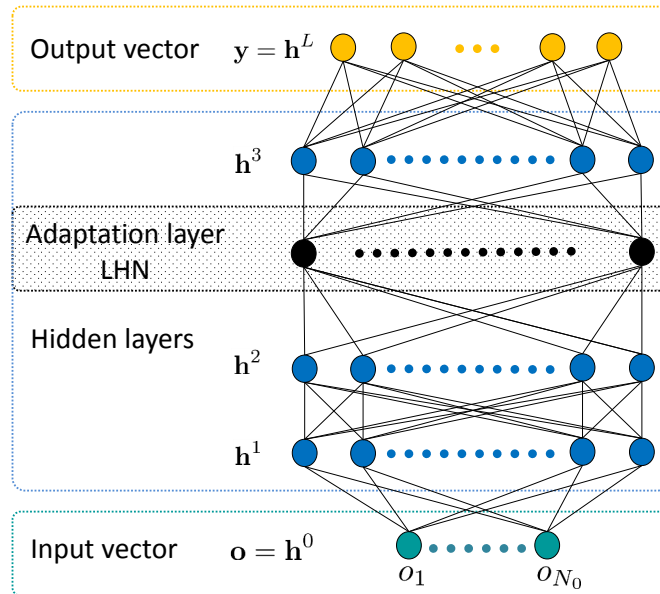 Output vector y = h^L
h^3
Adaptation layer
LHN
Hidden layers
h^2
h^1
Input vector o = h^0
o_1 o_{N_0}